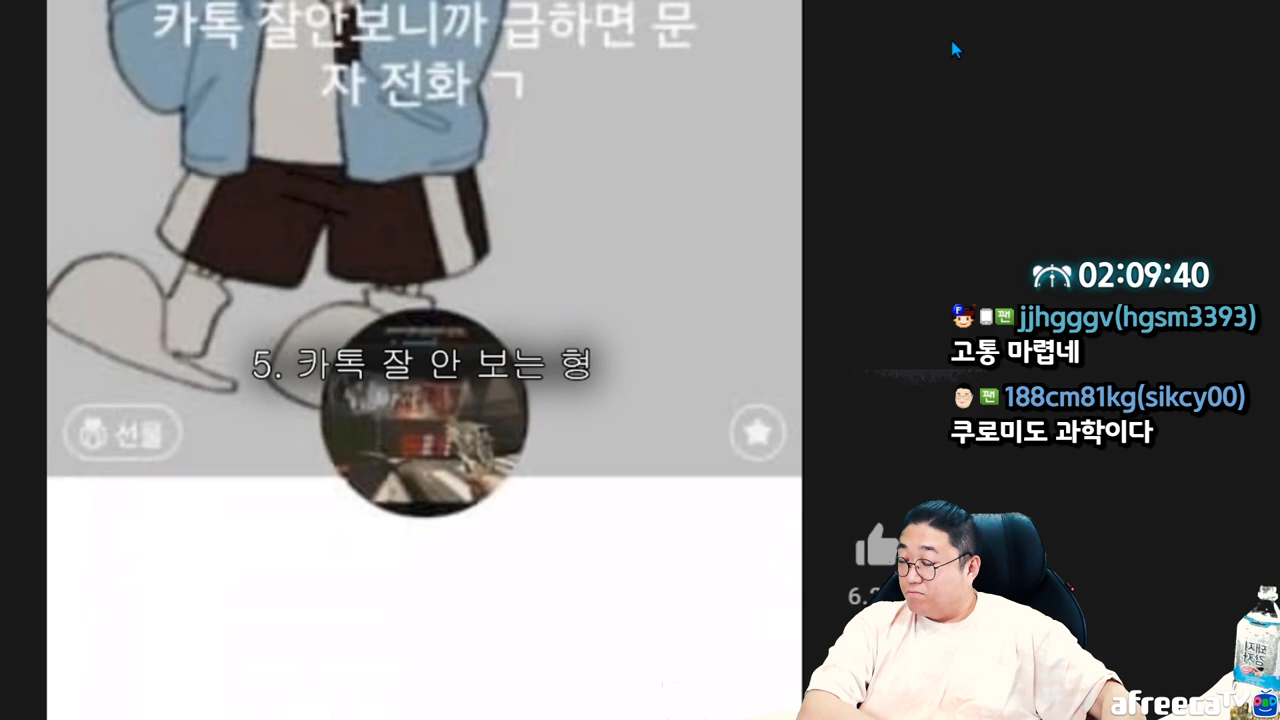 카톡 잘안보니까 급하면 문
자 전화 ㄱ
5. 카톡 잘 안 보는 형
선물
02:09:40
팬 jjhgggv(hgsm3393)
고통 마렵네
팬 188cm81kg(sikcy00)
쿠로미도 과학이다
afreecaTV